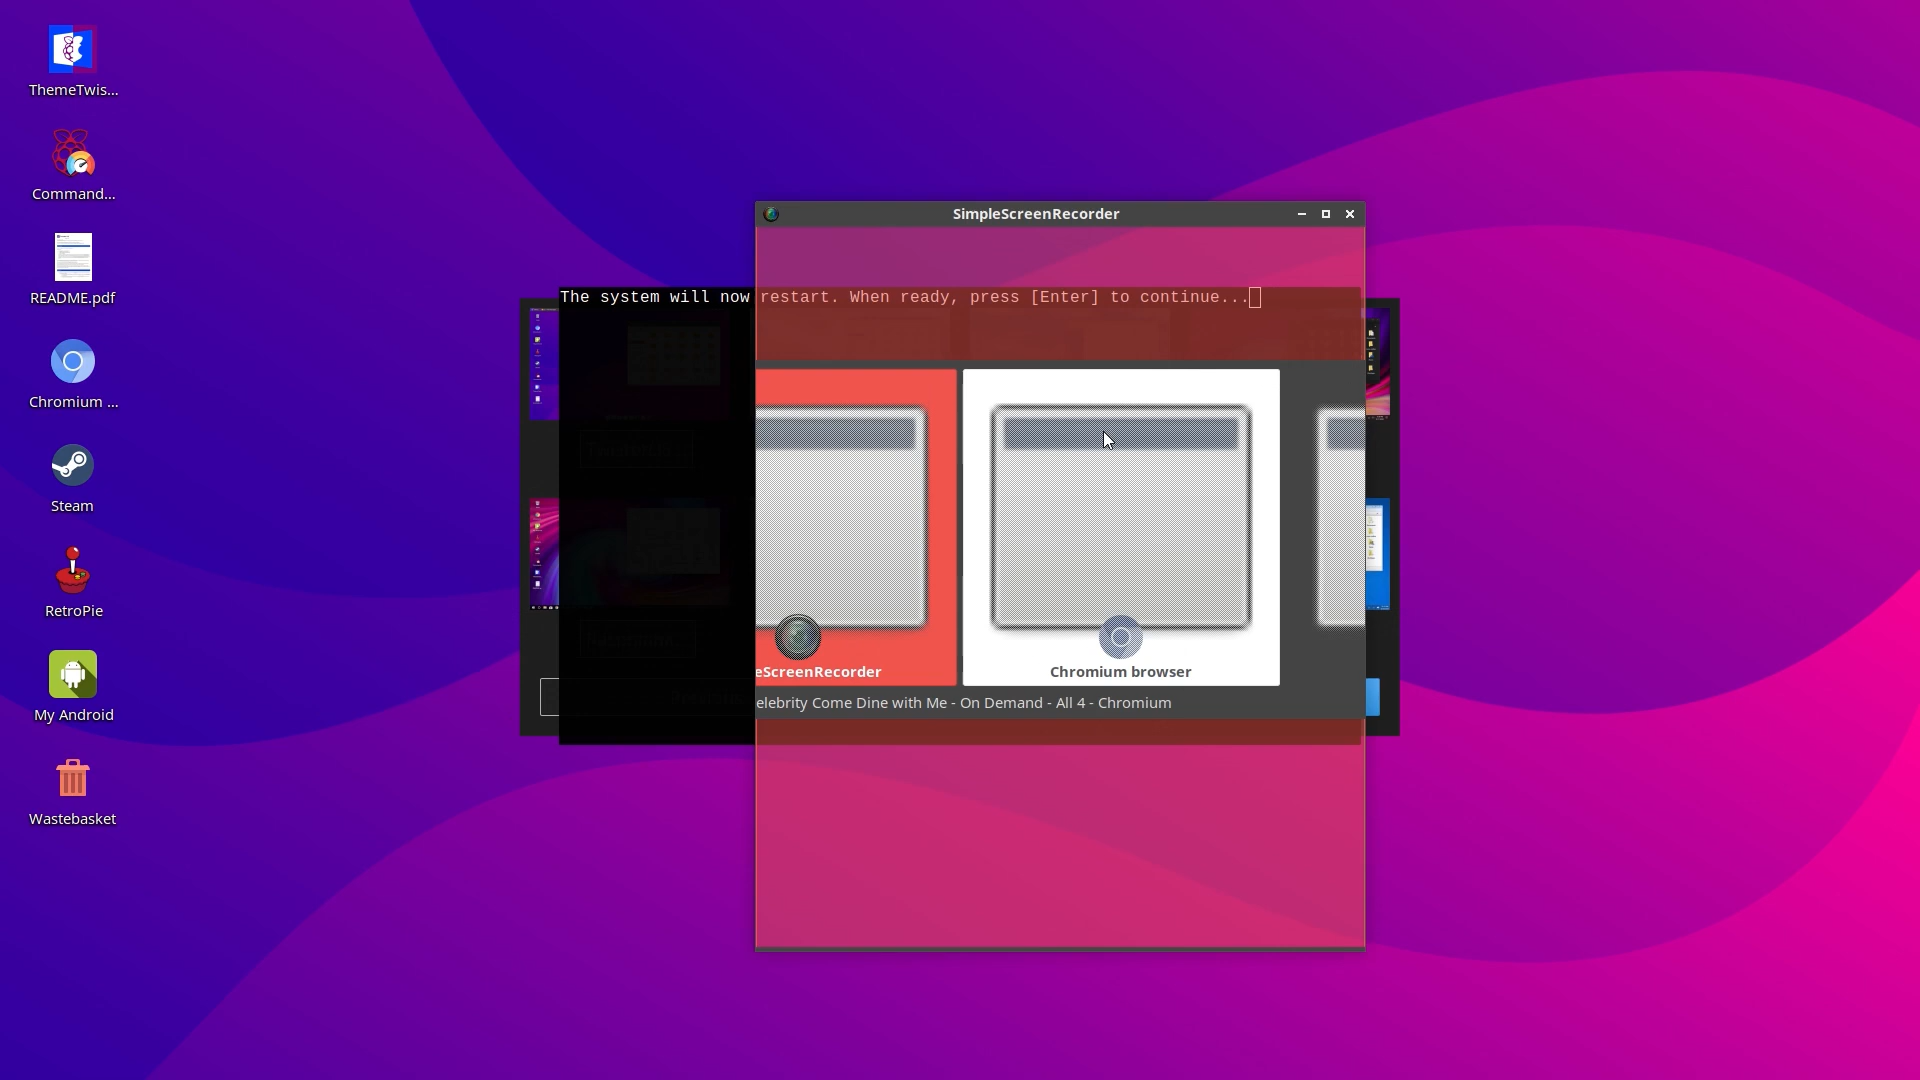 ThemeTwis...
Command...
README.pdf
Chromium ...
Steam
RetroPie
My Android
Wastebasket
SimpleScreenRecorder
The system will now restart. When ready, press [Enter] to continue...
eScreenRecorder
Chromium browser
elebrity Come Dine with Me - On Demand - All 4 - Chromium